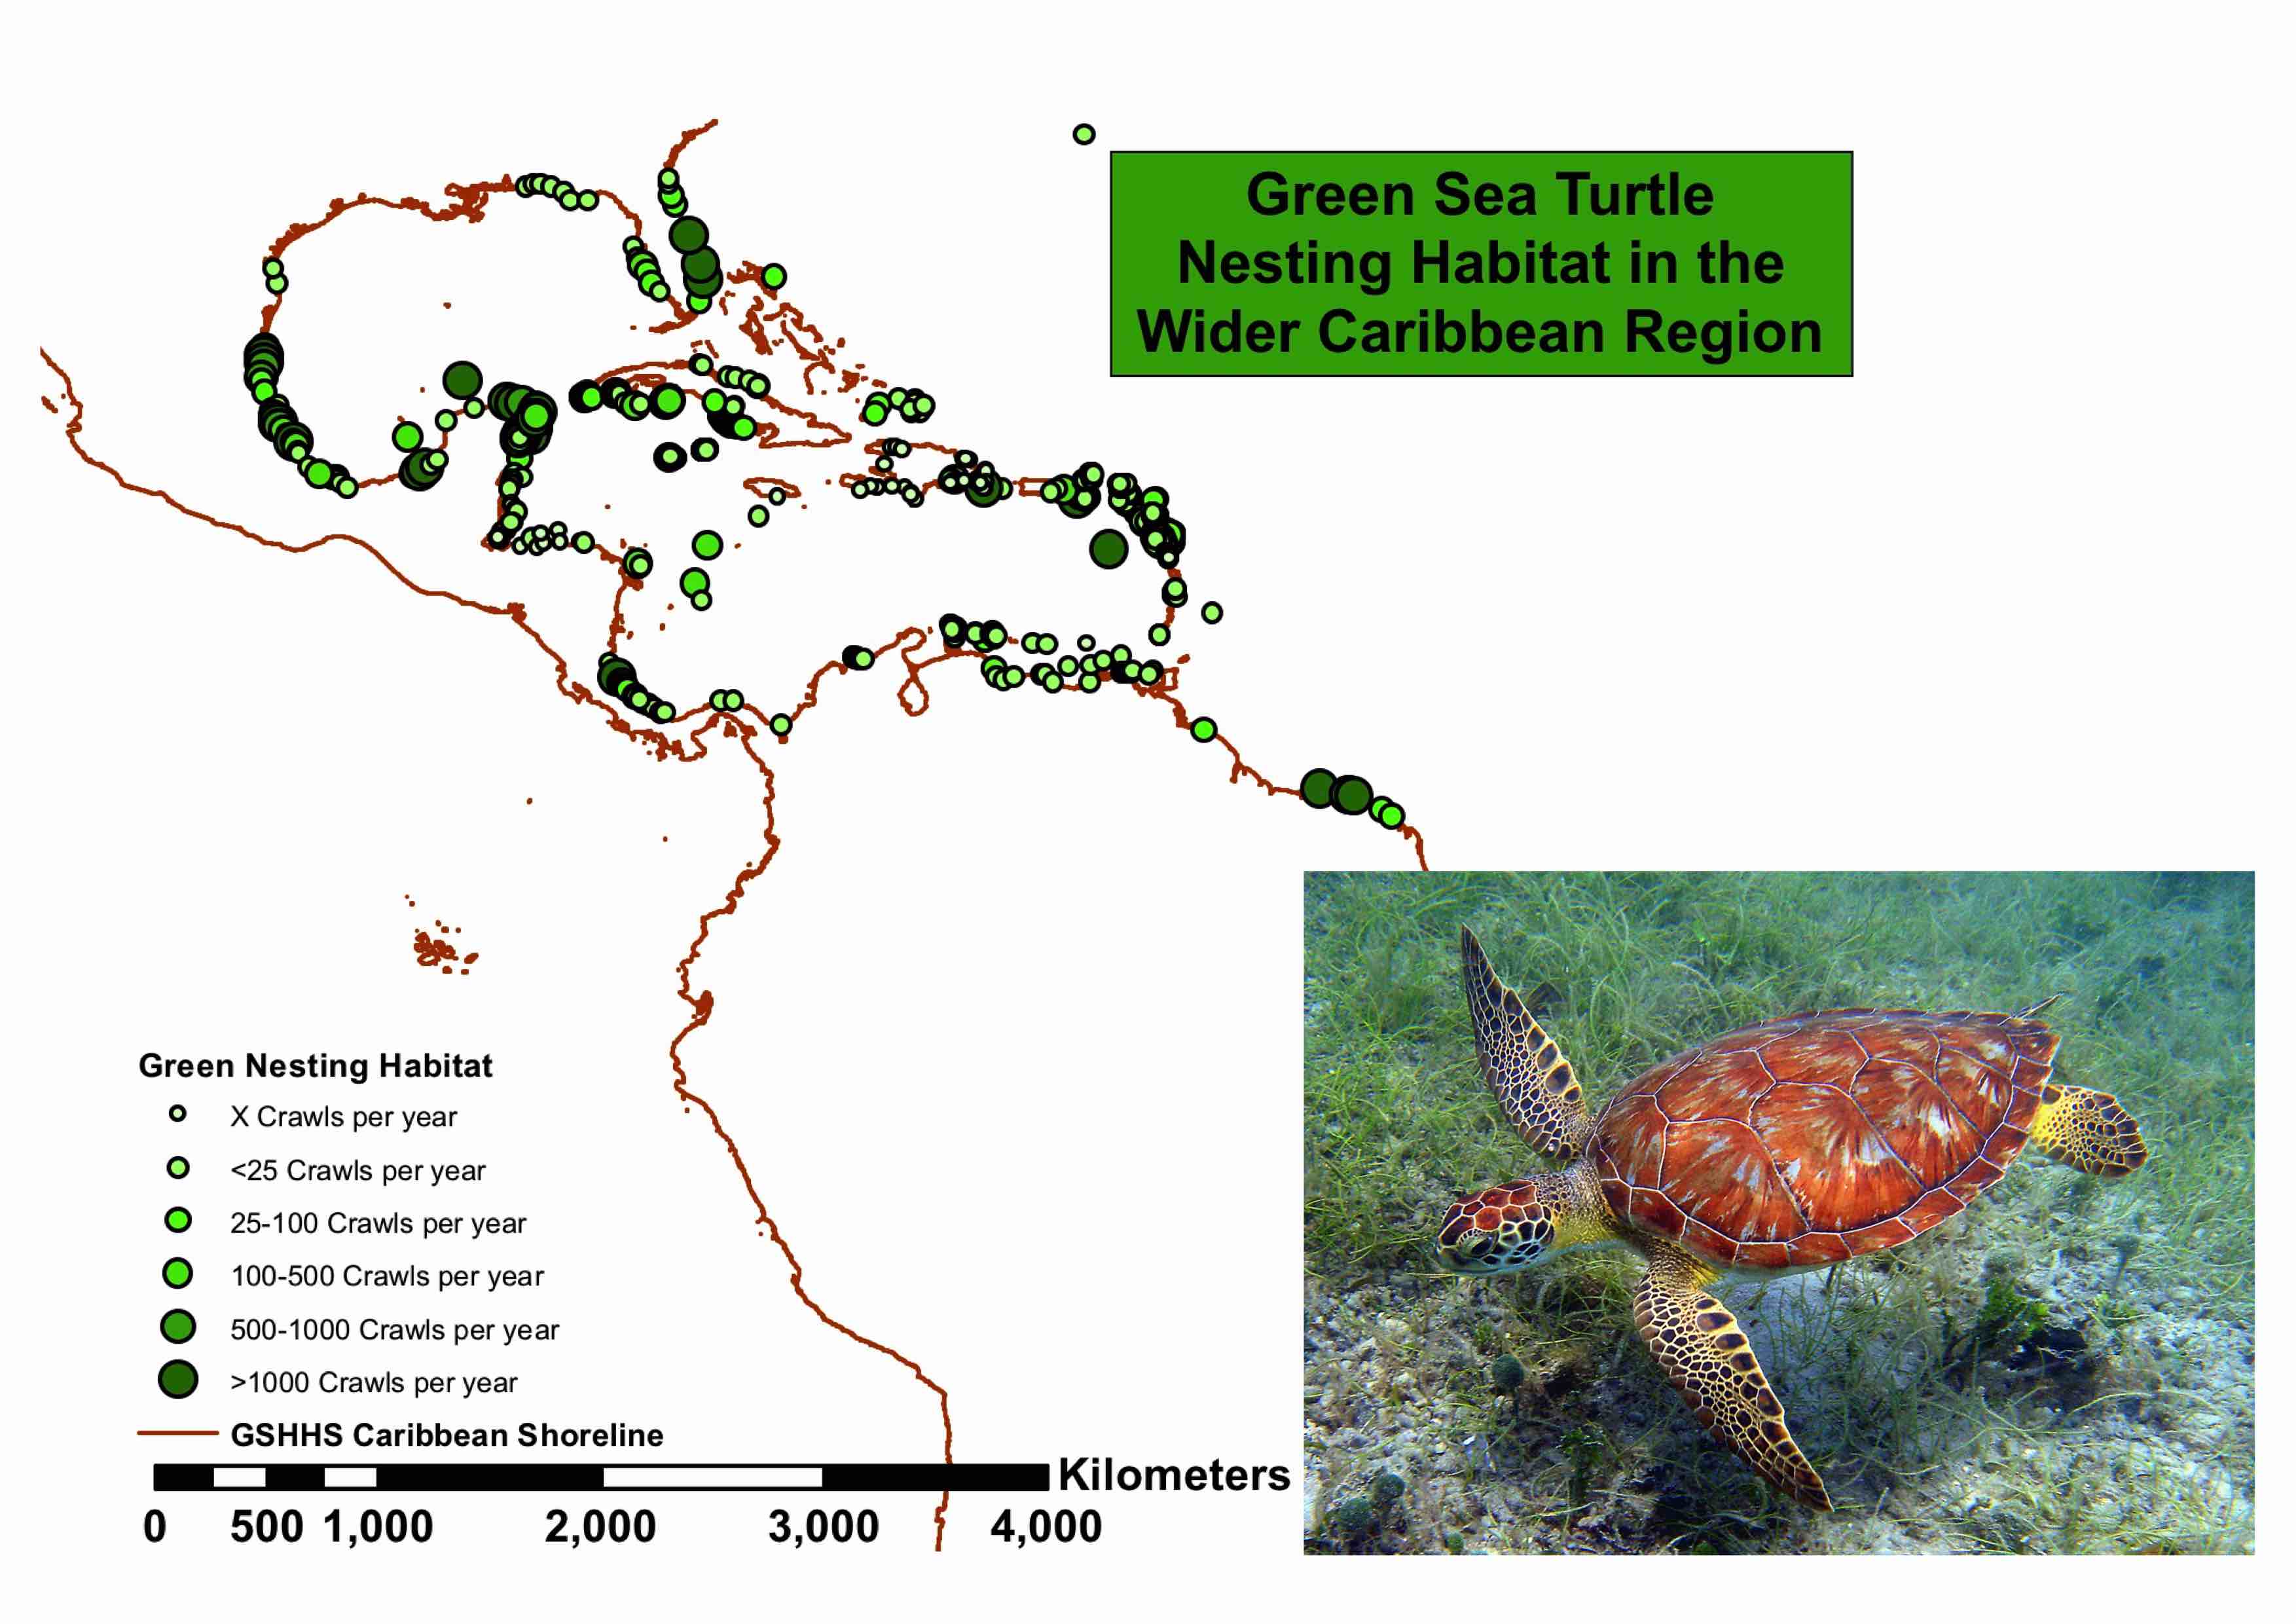 Green Sea Turtle
Nesting Habitat in the
Wider Caribbean Region
Green Nesting Habitat
X Crawls per year
<25 Crawls per year
25-100 Crawls per year
100-500 Crawls per year
500-1000 Crawls per year
>1000 Crawls per year
GSHHS Caribbean Shoreline
Kilometers
0 500 1,000 2,000 3,000 4,000